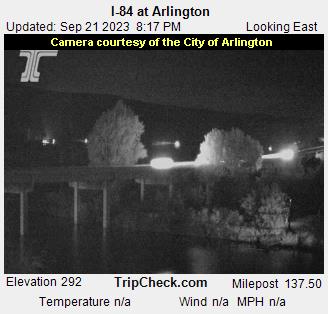 I-84 at Arlington
Updated: Sep 21 2023 8:17 PM Looking East
Camera courtesy of the City of Arlington
Elevation 292 TripCheck.com Milepost 137.50
Temperature n/a Wind n/a MPH n/a